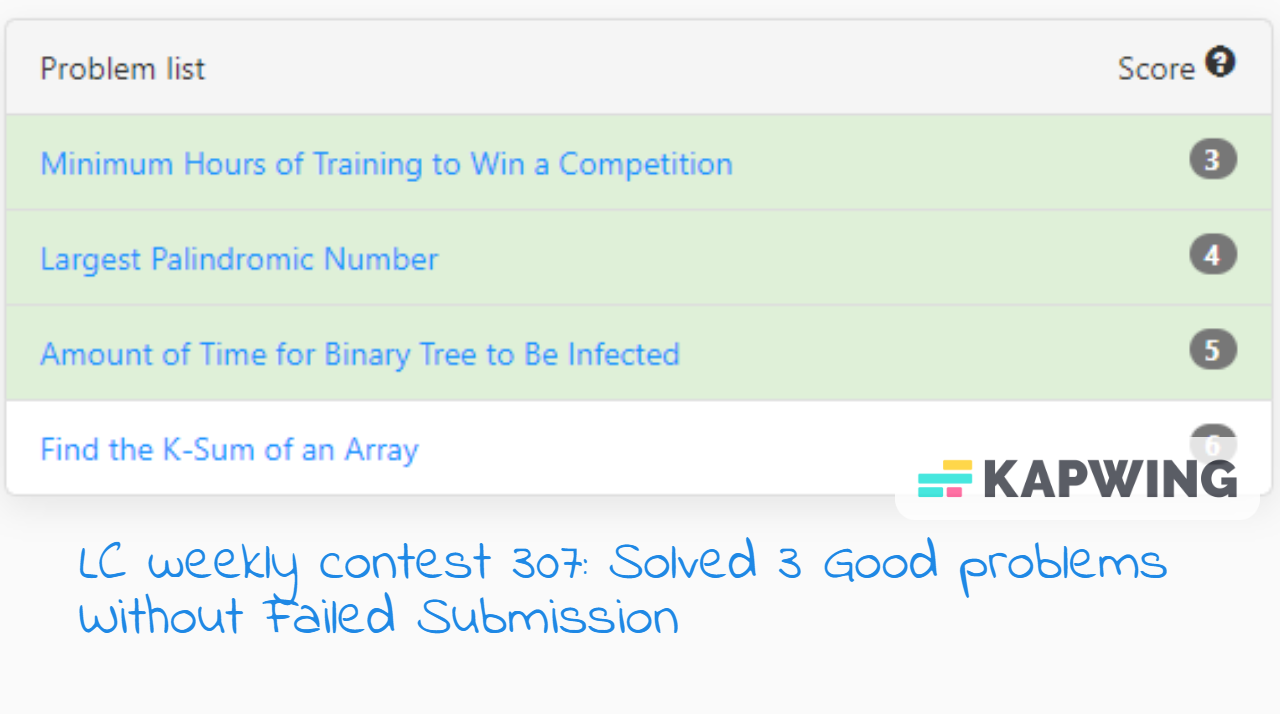 Problem list Score ?
Minimum Hours of Training to Win a Competition 3
Largest Palindromic Number 4
Amount of Time for Binary Tree to Be Infected 5
Find the K-Sum of an Array 6
KAPWING
LC weekly contest 307: Solved 3 Good problems
Without Failed Submission